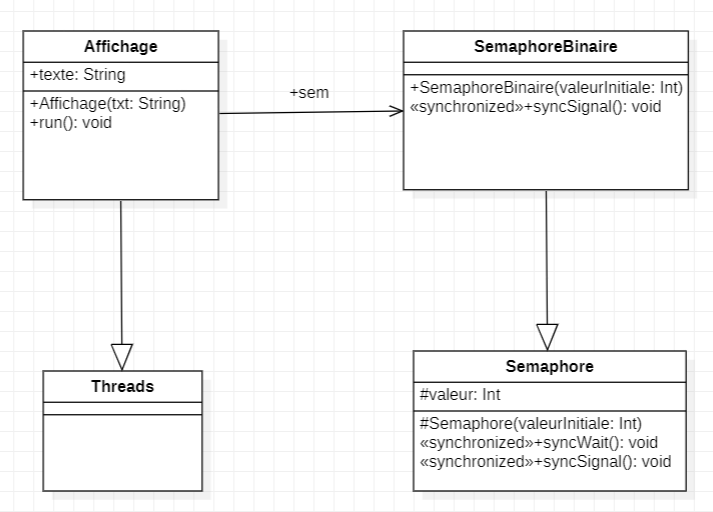 Affichage
+texte: String
+Affichage(txt: String)
+run(): void
+sem
SemaphoreBinaire
+SemaphoreBinaire(valeurInitiale: Int)
«synchronized»+syncSignal(): void
Threads
Semaphore
#valeur: Int
#Semaphore(valeurInitiale: Int)
«synchronized»+syncWait(): void
«synchronized»+syncSignal(): void